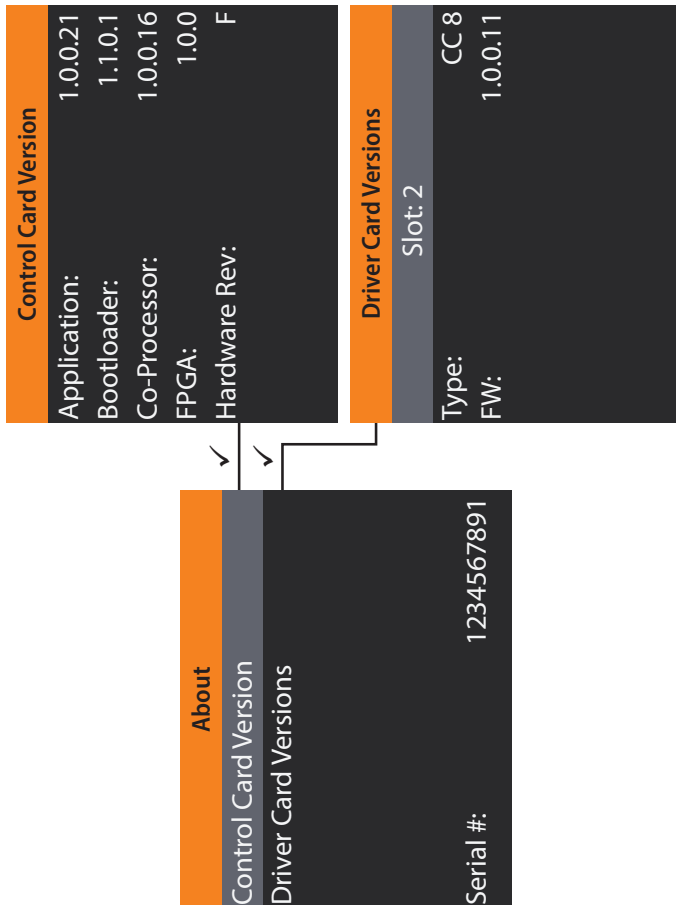 About
Control Card Version
Driver Card Versions
Serial #: 1234567891
Control Card Version
Application: 1.0.0.21
Bootloader: 1.1.0.1
Co-Processor: 1.0.0.16
FPGA: 1.0.0
Hardware Rev: F
Driver Card Versions
Slot: 2
Type: CC 8
FW: 1.0.0.11